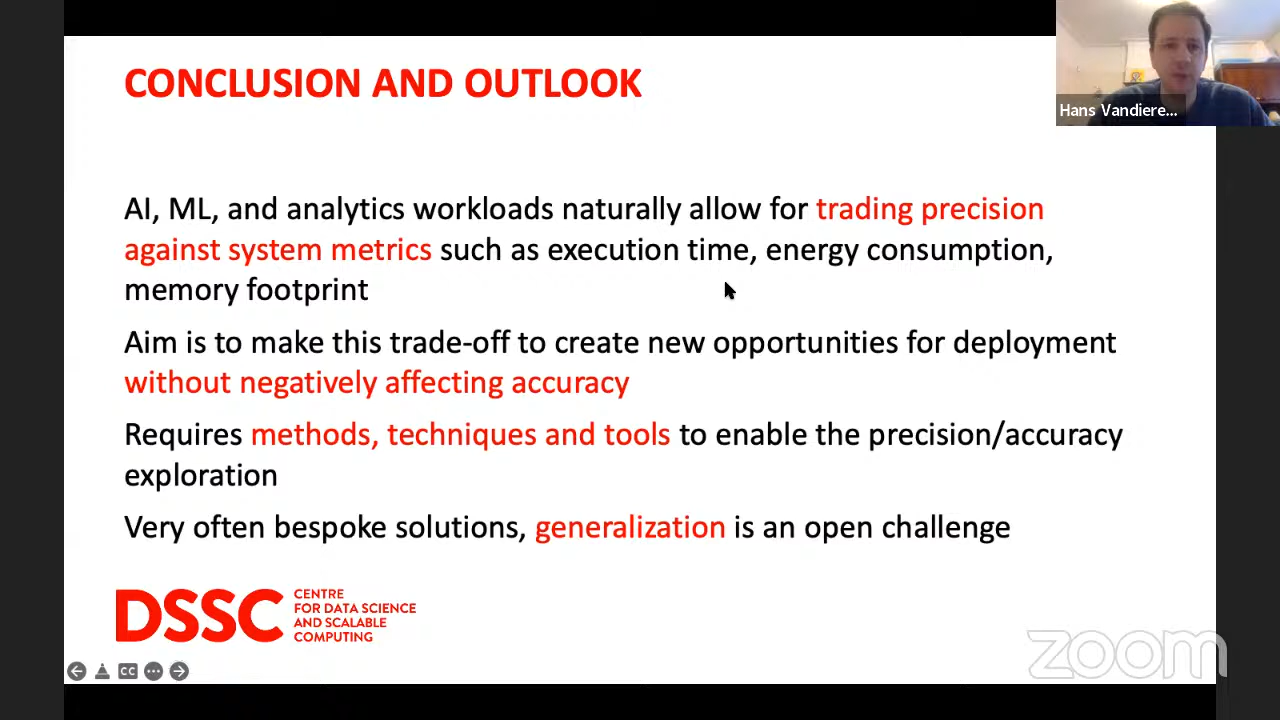 CONCLUSION AND OUTLOOK
Hans Vandiere...
AI, ML, and analytics workloads naturally allow for trading precision
against system metrics such as execution time, energy consumption,
memory footprint
Aim is to make this trade-off to create new opportunities for deployment
without negatively affecting accuracy
Requires methods, techniques and tools to enable the precision/accuracy
exploration
Very often bespoke solutions, generalization is an open challenge
DSSC
CENTRE
FOR DATA SCIENCE
AND SCALABLE
COMPUTING
CC
zoom